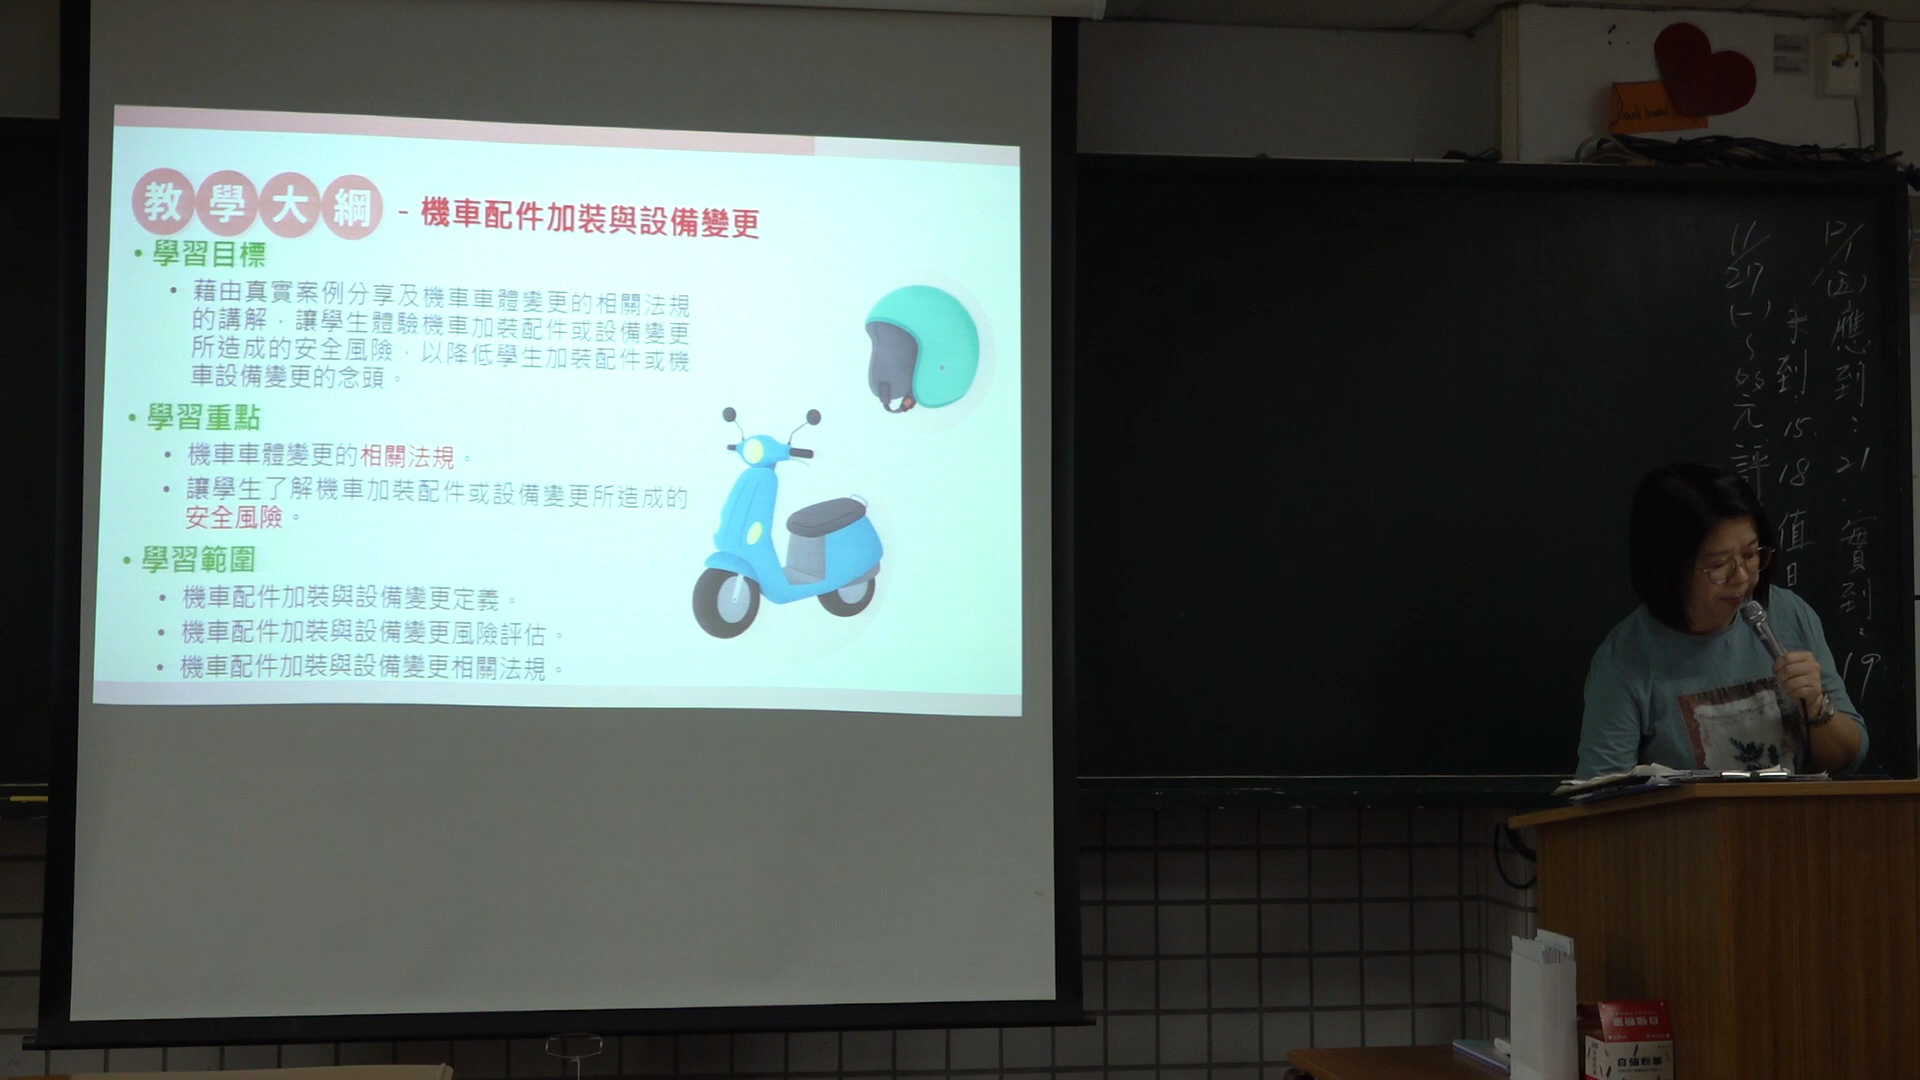 教學大綱 - 機車配件加裝與設備變更
• 學習目標
• 藉由真實案例分享及機車車體變更的相關法規
的講解，讓學生體驗機車加裝配件或設備變更
所造成的安全風險，以降低學生加裝配件或機
車設備變更的念頭。
• 學習重點
• 機車車體變更的相關法規。
• 讓學生了解機車加裝配件或設備變更所造成的
安全風險。
• 學習範圍
• 機車配件加裝與設備變更定義。
• 機車配件加裝與設備變更風險評估。
• 機車配件加裝與設備變更相關法規。
12/1
(五)應到：21．實到：19
未到 15. 18 值日
11/27
(一)
自強粉筆